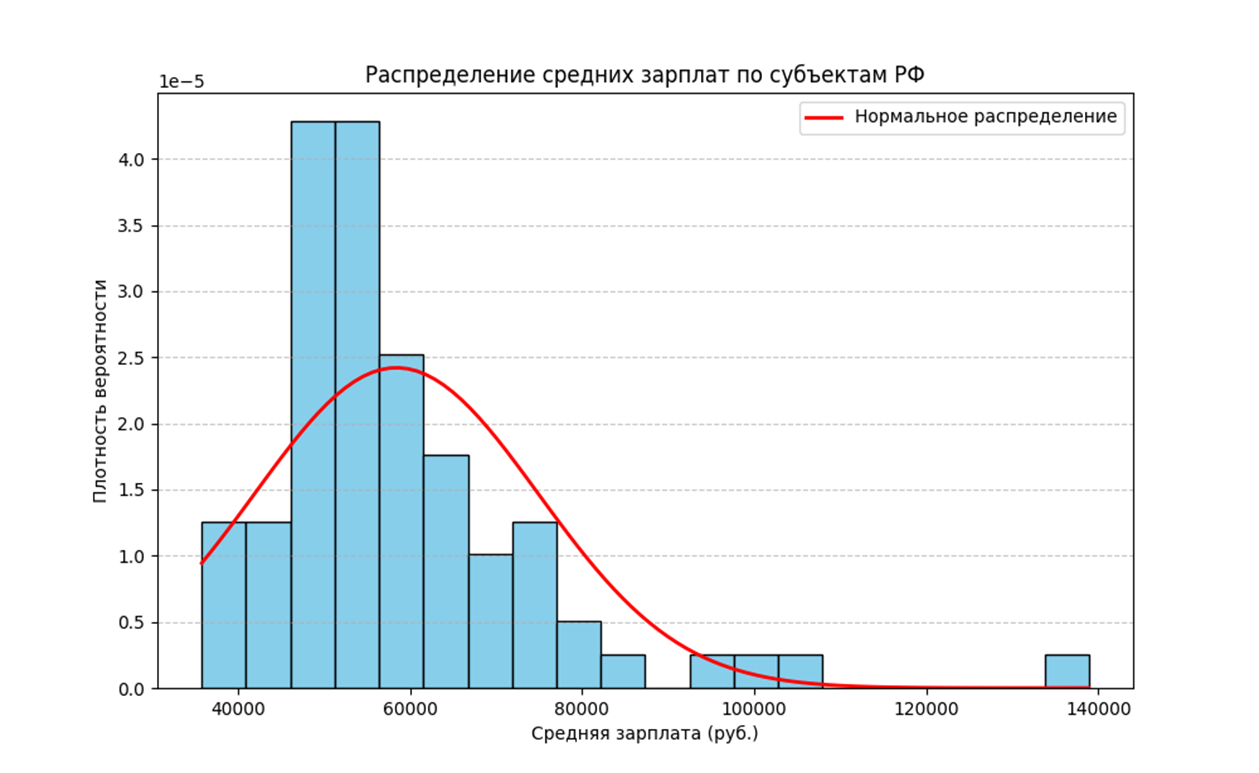 Распределение средних зарплат по субъектам РФ
1e−5
Нормальное распределение
4.0
3.5
3.0
2.5
2.0
1.5
1.0
0.5
0.0
Плотность вероятности
40000 60000 80000 100000 120000 140000
Средняя зарплата (руб.)